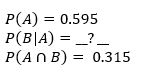 P(A) = 0.595
P(B|A) = __?__
P(A ∩ B) = 0.315